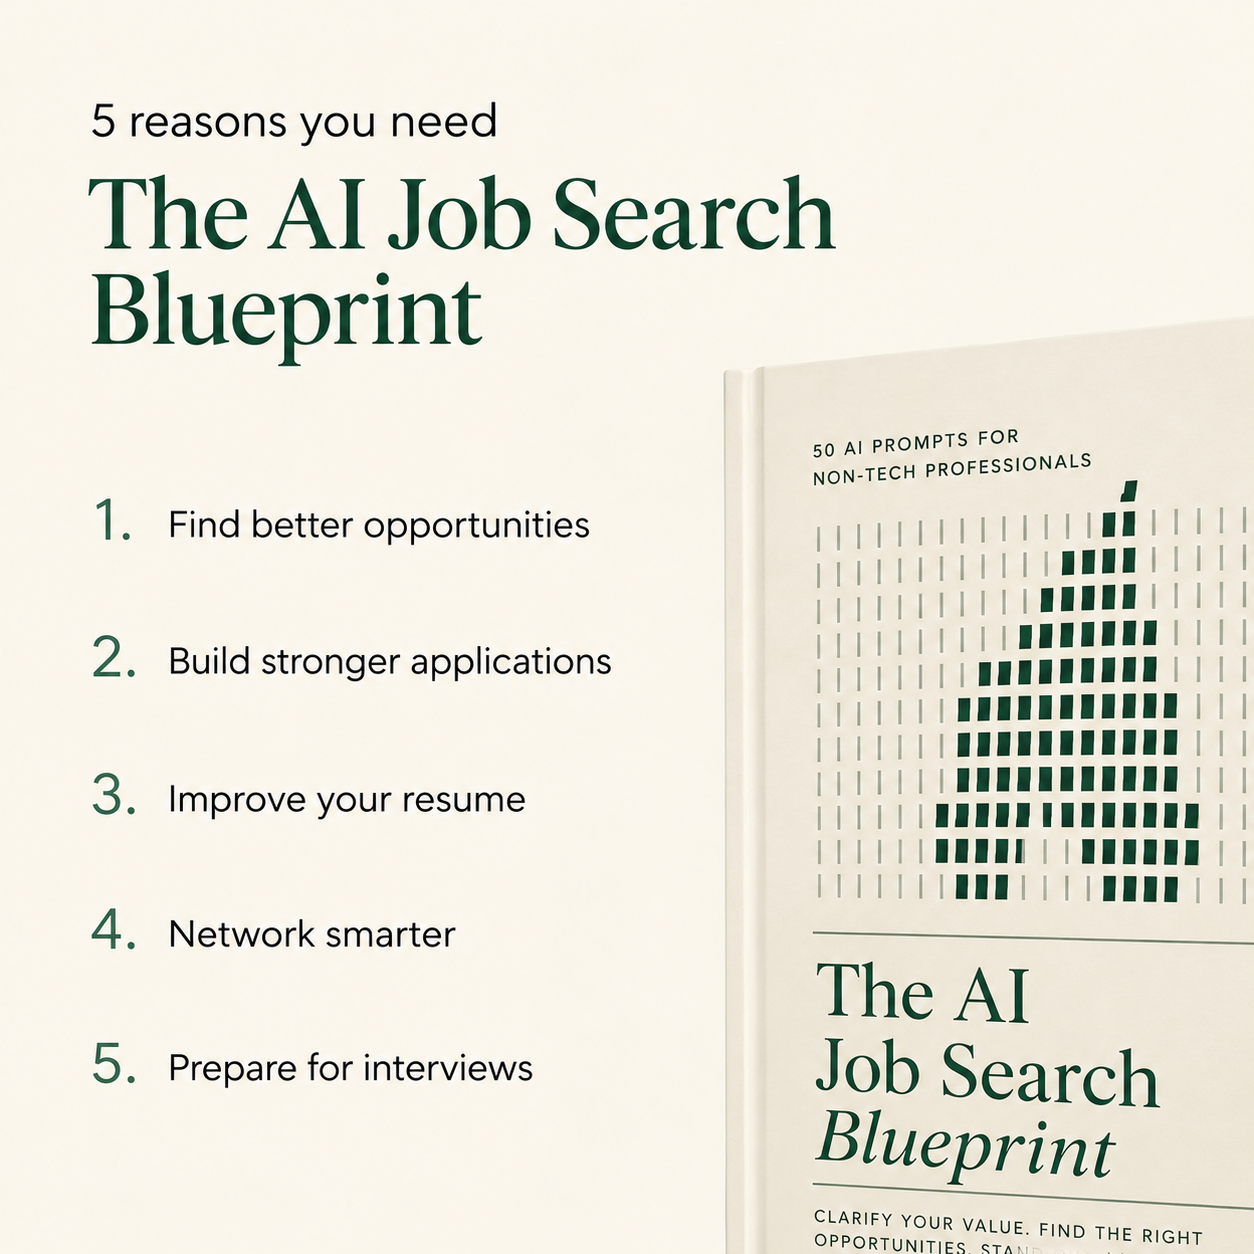 5 reasons you need
The AI Job Search
Blueprint
1. Find better opportunities
2. Build stronger applications
3. Improve your resume
4. Network smarter
5. Prepare for interviews
50 AI PROMPTS FOR
NON-TECH PROFESSIONALS
The AI
Job Search
Blueprint
CLARIFY YOUR VALUE. FIND THE RIGHT
OPPORTUNITIES.